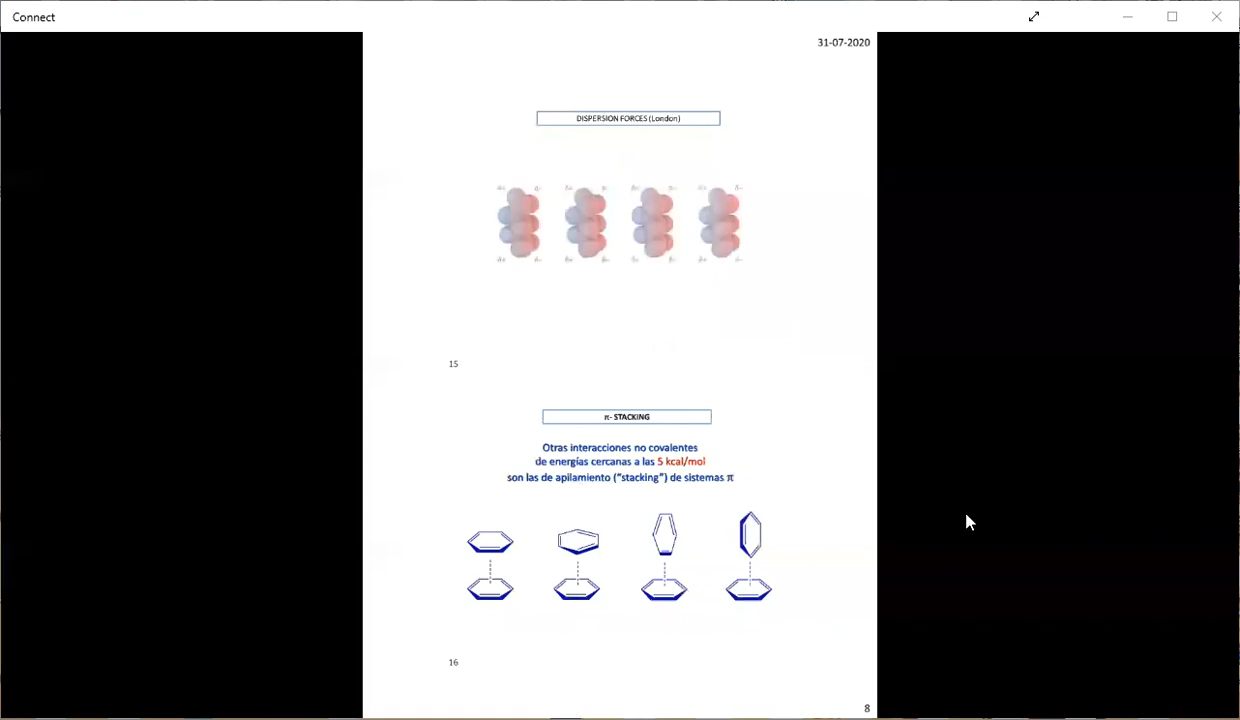 Connect
31-07-2020
DISPERSION FORCES (London)
15
π- STACKING
Otras interacciones no covalentes
de energías cercanas a las 5 kcal/mol
son las de apilamiento (“stacking”) de sistemas π
16
8